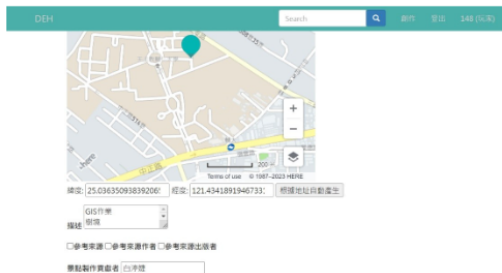 DEH Search 創作 登出 148 (玩家)
200
Terms of use © 1987–2023 HERE
緯度: 25.03635093839206 經度: 121.4341891946733 根據地址自動產生
GIS作業
描述
□參考來源 □參考來源作者 □參考來源出版者
景點製作貢獻者